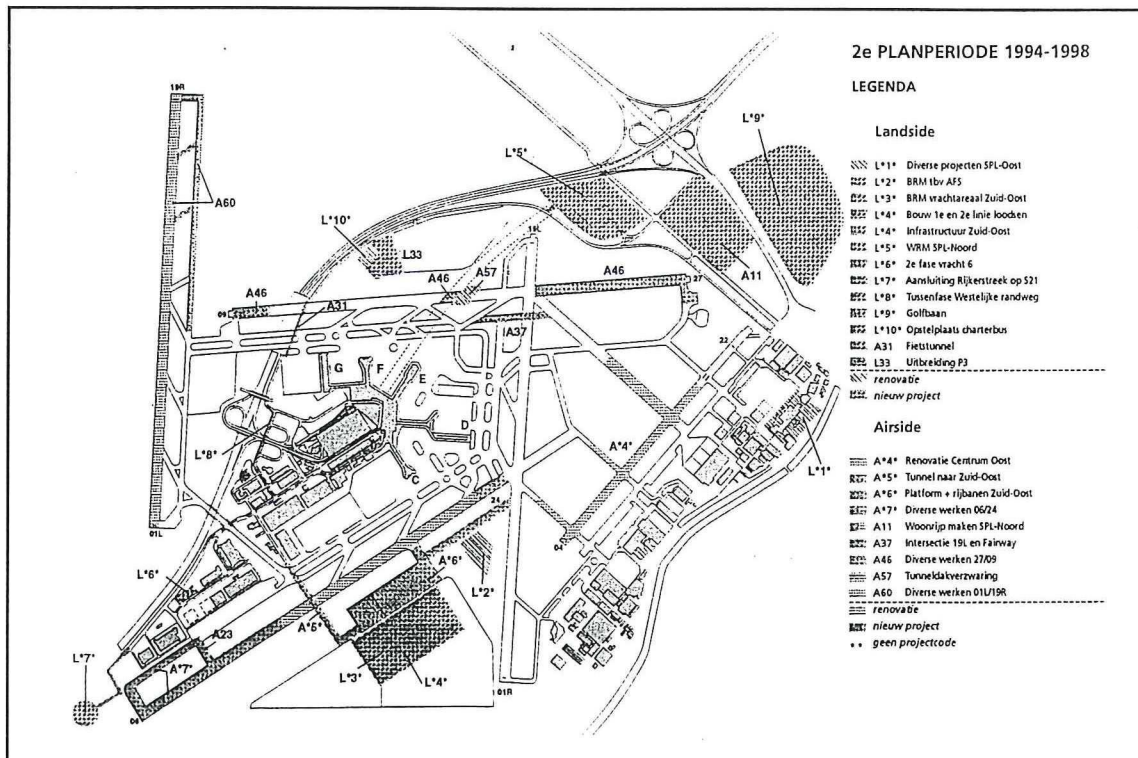 2e PLANPERIODE 1994-1998
LEGENDA
Landside
L*1* Diverse projecten SPL-Oost
L*2* BRM tbv AFS
L*3* BRM vrachtareaal Zuid-Oost
L*4* Bouw 1e en 2e linie loodsen
L*4* Infrastructuur Zuid-Oost
L*5* WRM SPL-Noord
L*6* 2e fase vracht 6
L*7* Aansluiting Rijkerstreek op S21
L*8* Tussenfase Westelijke randweg
L*9* Golfbaan
L*10* Opstelplaats charterbus
A31 Fietstunnel
L33 Uitbreiding P3
renovatie
nieuw project
Airside
A*4* Renovatie Centrum Oost
A*5* Tunnel naar Zuid-Oost
A*6* Platform + rijbanen Zuid-Oost
A*7* Diverse werken 06/24
A11 Woonrijp maken SPL-Noord
A37 Intersectie 19L en Fairway
A46 Diverse werken 27/09
A57 Tunneldakverzwaring
A60 Diverse werken 01L/19R
renovatie
nieuw project
** geen projectcode
19R
A60
L*10*
L33
L*5*
L*9*
19L
A57
A46
A46
A11
27
A46
09
A31
A37
C
G
F
E
D
D
C
22
L*8*
A*4*
L*1*
24
04
01L
L*6*
A*6*
L*2*
A*5*
A23
A*7*
L*3*
L*4*
01R
L*7*
06